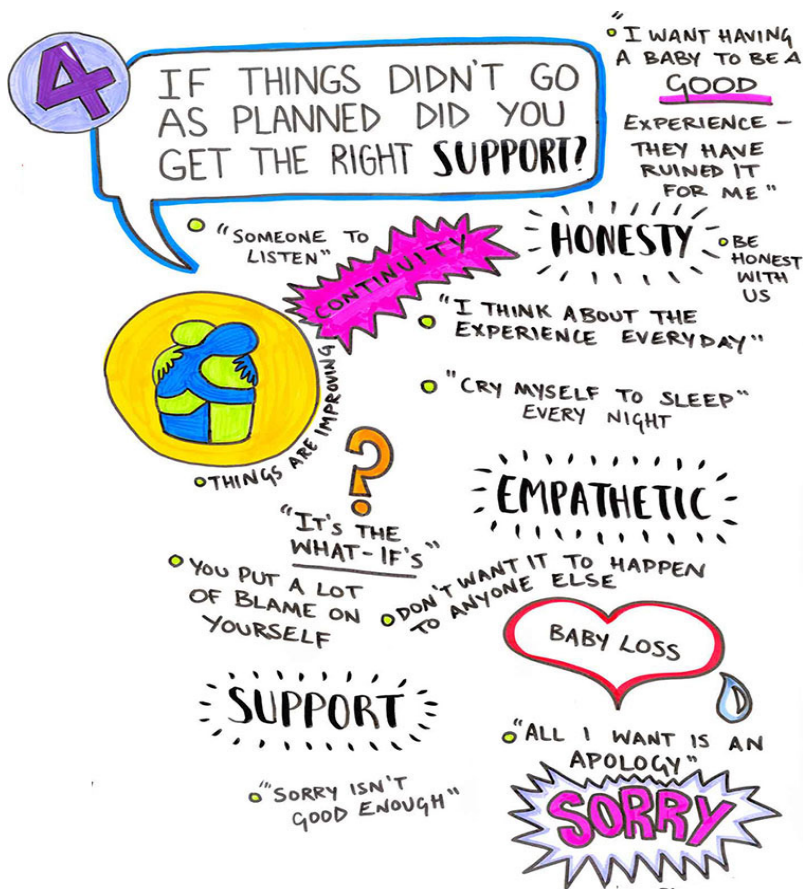 4
IF THINGS DIDN'T GO
AS PLANNED DID YOU
GET THE RIGHT SUPPORT?
"I WANT HAVING
A BABY TO BE A
GOOD
EXPERIENCE -
THEY HAVE
RUINED IT
FOR ME"
"SOMEONE TO
LISTEN"
CONTINUITY
HONESTY
BE
HONEST
WITH
US
"I THINK ABOUT THE
EXPERIENCE EVERYDAY"
THINGS ARE IMPROVING
"CRY MYSELF TO SLEEP"
EVERY NIGHT
?
"IT'S THE
WHAT-IF'S"
EMPATHETIC
YOU PUT A LOT
OF BLAME ON
YOURSELF
DON'T WANT IT TO HAPPEN
TO ANYONE ELSE
BABY LOSS
SUPPORT
"ALL I WANT IS AN
APOLOGY"
"SORRY ISN'T
GOOD ENOUGH"
SORRY